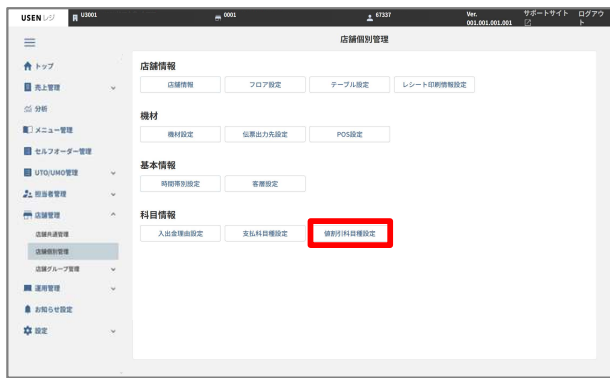 USEN レジ U3001 0001 67337 Ver. 001.001.001.001 サポートサイト ログアウト
店舗個別管理
トップ
売上管理
分析
メニュー管理
セルフオーダー管理
UTO/UMO管理
担当者管理
店舗管理
店舗共通管理
店舗個別管理
店舗グループ管理
運用管理
お知らせ設定
設定
店舗情報
店舗情報 フロア設定 テーブル設定 レシート印刷情報設定
機材
機材設定 伝票出力先設定 POS設定
基本情報
時間帯別設定 客層設定
科目情報
入出金理由設定 支払科目種設定 値割引科目種設定